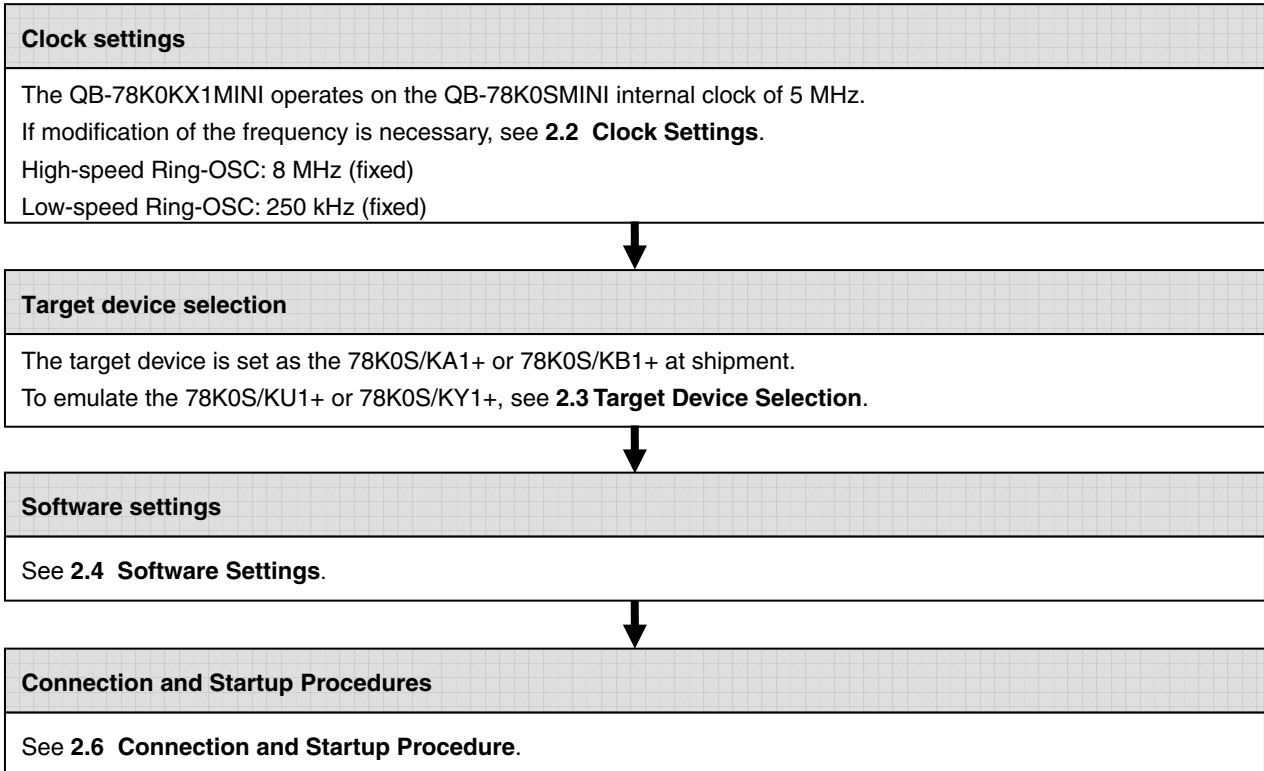 Clock settings
The QB-78K0KX1MINI operates on the QB-78K0SMINI internal clock of 5 MHz.
If modification of the frequency is necessary, see 2.2 Clock Settings.
High-speed Ring-OSC: 8 MHz (fixed)
Low-speed Ring-OSC: 250 kHz (fixed)
Target device selection
The target device is set as the 78K0S/KA1+ or 78K0S/KB1+ at shipment.
To emulate the 78K0S/KU1+ or 78K0S/KY1+, see 2.3 Target Device Selection.
Software settings
See 2.4 Software Settings.
Connection and Startup Procedures
See 2.6 Connection and Startup Procedure.